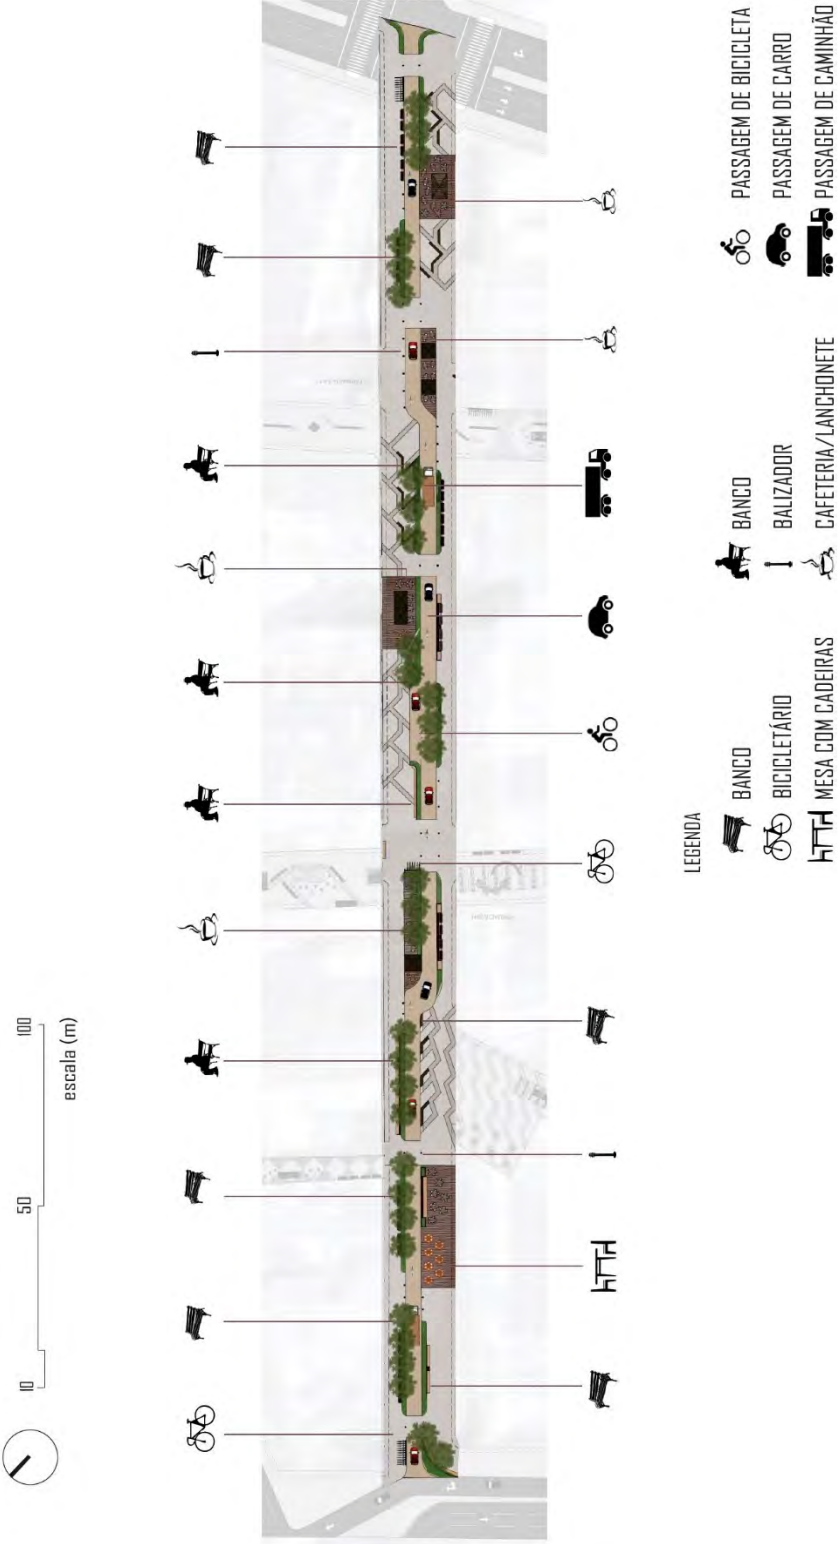 10 50 100
escala (m)
LEGENDA
BANCO
BICICLETÁRIO
MESA COM CADEIRAS
BANCO
BALIZADOR
CAFETERIA/LANCHONETE
PASSAGEM DE BICICLETA
PASSAGEM DE CARRO
PASSAGEM DE CAMINHÃO